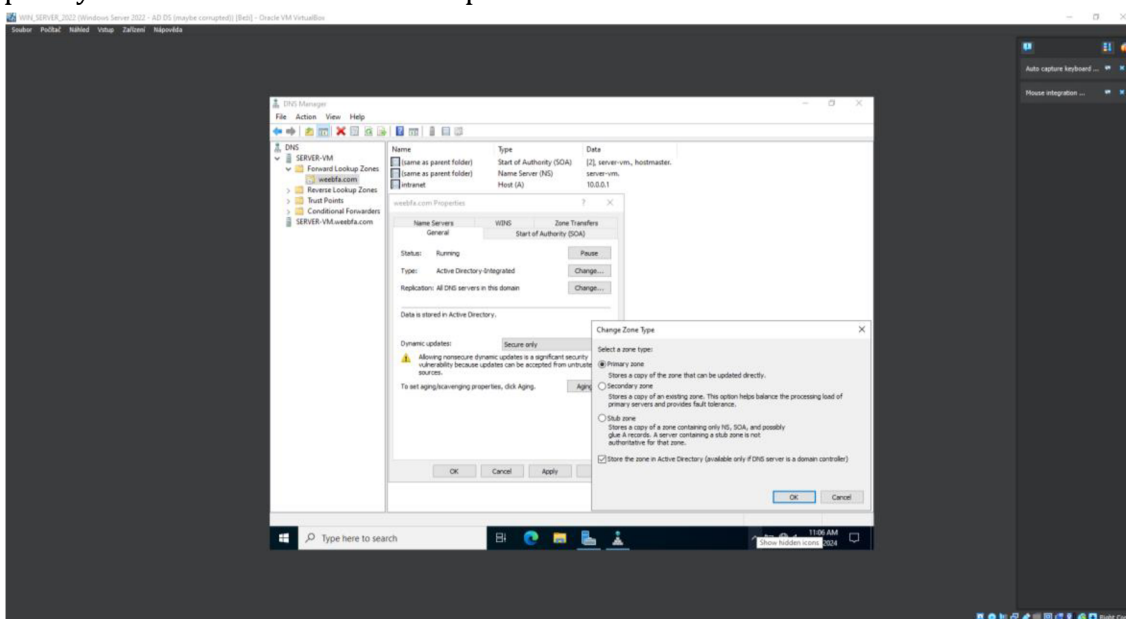 WIN_SERVER_2022 (Windows Server 2022 - AD DS (maybe corrupted)) [Běží] - Oracle VM VirtualBox
Soubor Počítač Náhled Vstup Zařízení Nápověda
Auto capture keyboard ...
Mouse integration ...
DNS Manager
File Action View Help
DNS
SERVER-VM
Forward Lookup Zones
weebfa.com
Reverse Lookup Zones
Trust Points
Conditional Forwarders
SERVER-VM.weebfa.com
Name Type Data
(same as parent folder) Start of Authority (SOA) [2], server-vm., hostmaster.
(same as parent folder) Name Server (NS) server-vm.
intranet Host (A) 10.0.0.1
weebfa.com Properties ?
Name Servers WINS Zone Transfers
General Start of Authority (SOA)
Status: Running Pause
Type: Active Directory-Integrated Change...
Replication: All DNS servers in this domain Change...
Data is stored in Active Directory.
Dynamic updates: Secure only
Allowing nonsecure dynamic updates is a significant security
vulnerability because updates can be accepted from untruste
sources.
To set aging/scavenging properties, click Aging. Aging
OK Cancel Apply
Change Zone Type
Select a zone type:
Primary zone
Stores a copy of the zone that can be updated directly.
Secondary zone
Stores a copy of an existing zone. This option helps balance the processing load of
primary servers and provides fault tolerance.
Stub zone
Stores a copy of a zone containing only NS, SOA, and possibly
glue A records. A server containing a stub zone is not
authoritative for that zone.
Store the zone in Active Directory (available only if DNS server is a domain controller)
OK Cancel
Type here to search
11:06 AM
Show hidden icons 2024